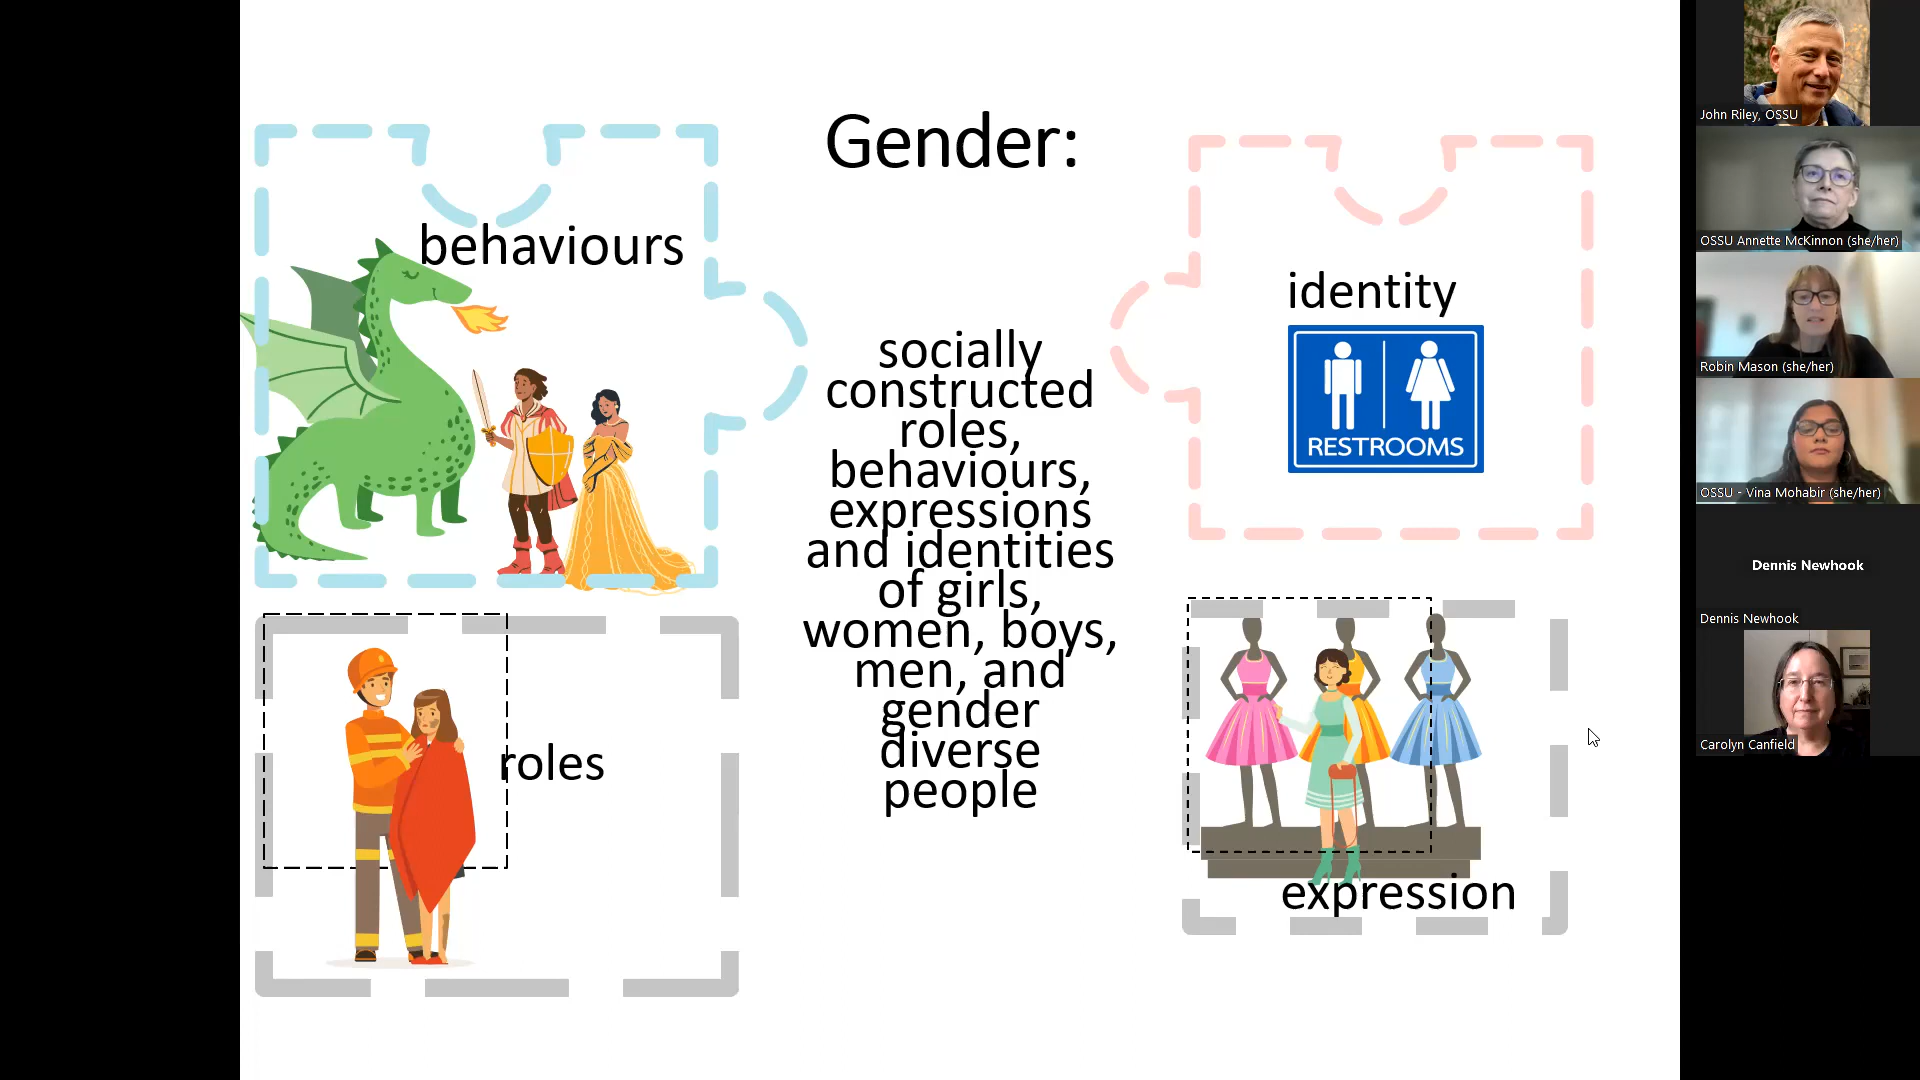 Gender:
behaviours
identity
RESTROOMS
socially
constructed
roles,
behaviours,
expressions
and identities
of girls,
women, boys,
men, and
gender
diverse
people
roles
expression
John Riley, OSSU
OSSU Annette McKinnon (she/her)
Robin Mason (she/her)
OSSU - Vina Mohabir (she/her)
Dennis Newhook
Dennis Newhook
Carolyn Canfield